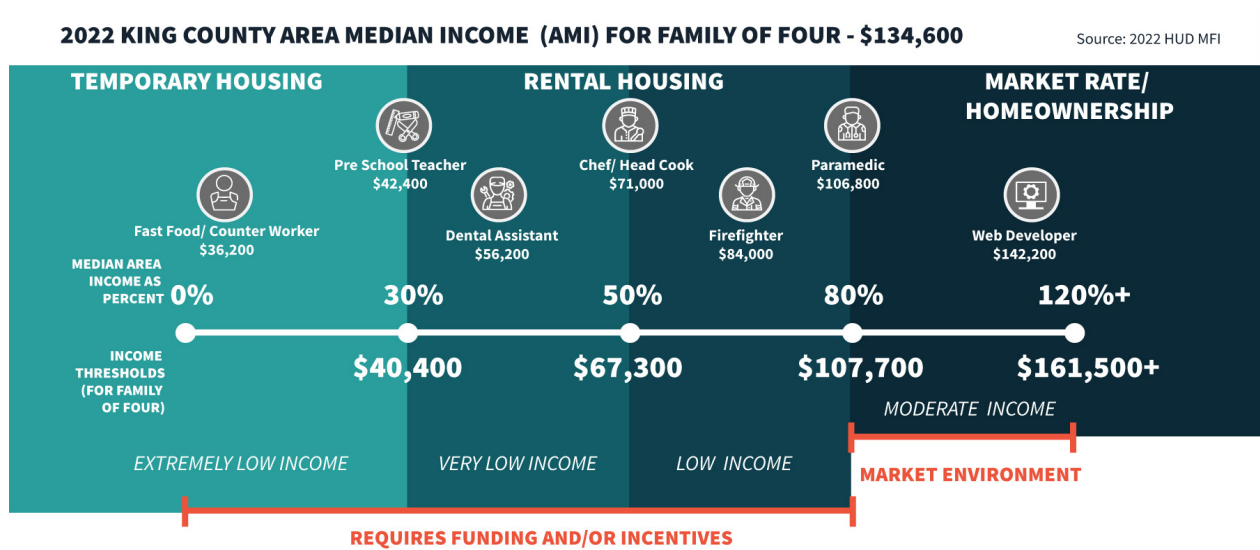 2022 KING COUNTY AREA MEDIAN INCOME (AMI) FOR FAMILY OF FOUR - $134,600
Source: 2022 HUD MFI
TEMPORARY HOUSING
RENTAL HOUSING
MARKET RATE/
HOMEOWNERSHIP
Pre School Teacher
$42,400
Chef/ Head Cook
$71,000
Paramedic
$106,800
Fast Food/ Counter Worker
$36,200
Dental Assistant
$56,200
Firefighter
$84,000
Web Developer
$142,200
MEDIAN AREA
INCOME AS
PERCENT
0%
30%
50%
80%
120%+
INCOME
THRESHOLDS
(FOR FAMILY
OF FOUR)
$40,400
$67,300
$107,700
$161,500+
MODERATE INCOME
EXTREMELY LOW INCOME
VERY LOW INCOME
LOW INCOME
MARKET ENVIRONMENT
REQUIRES FUNDING AND/OR INCENTIVES